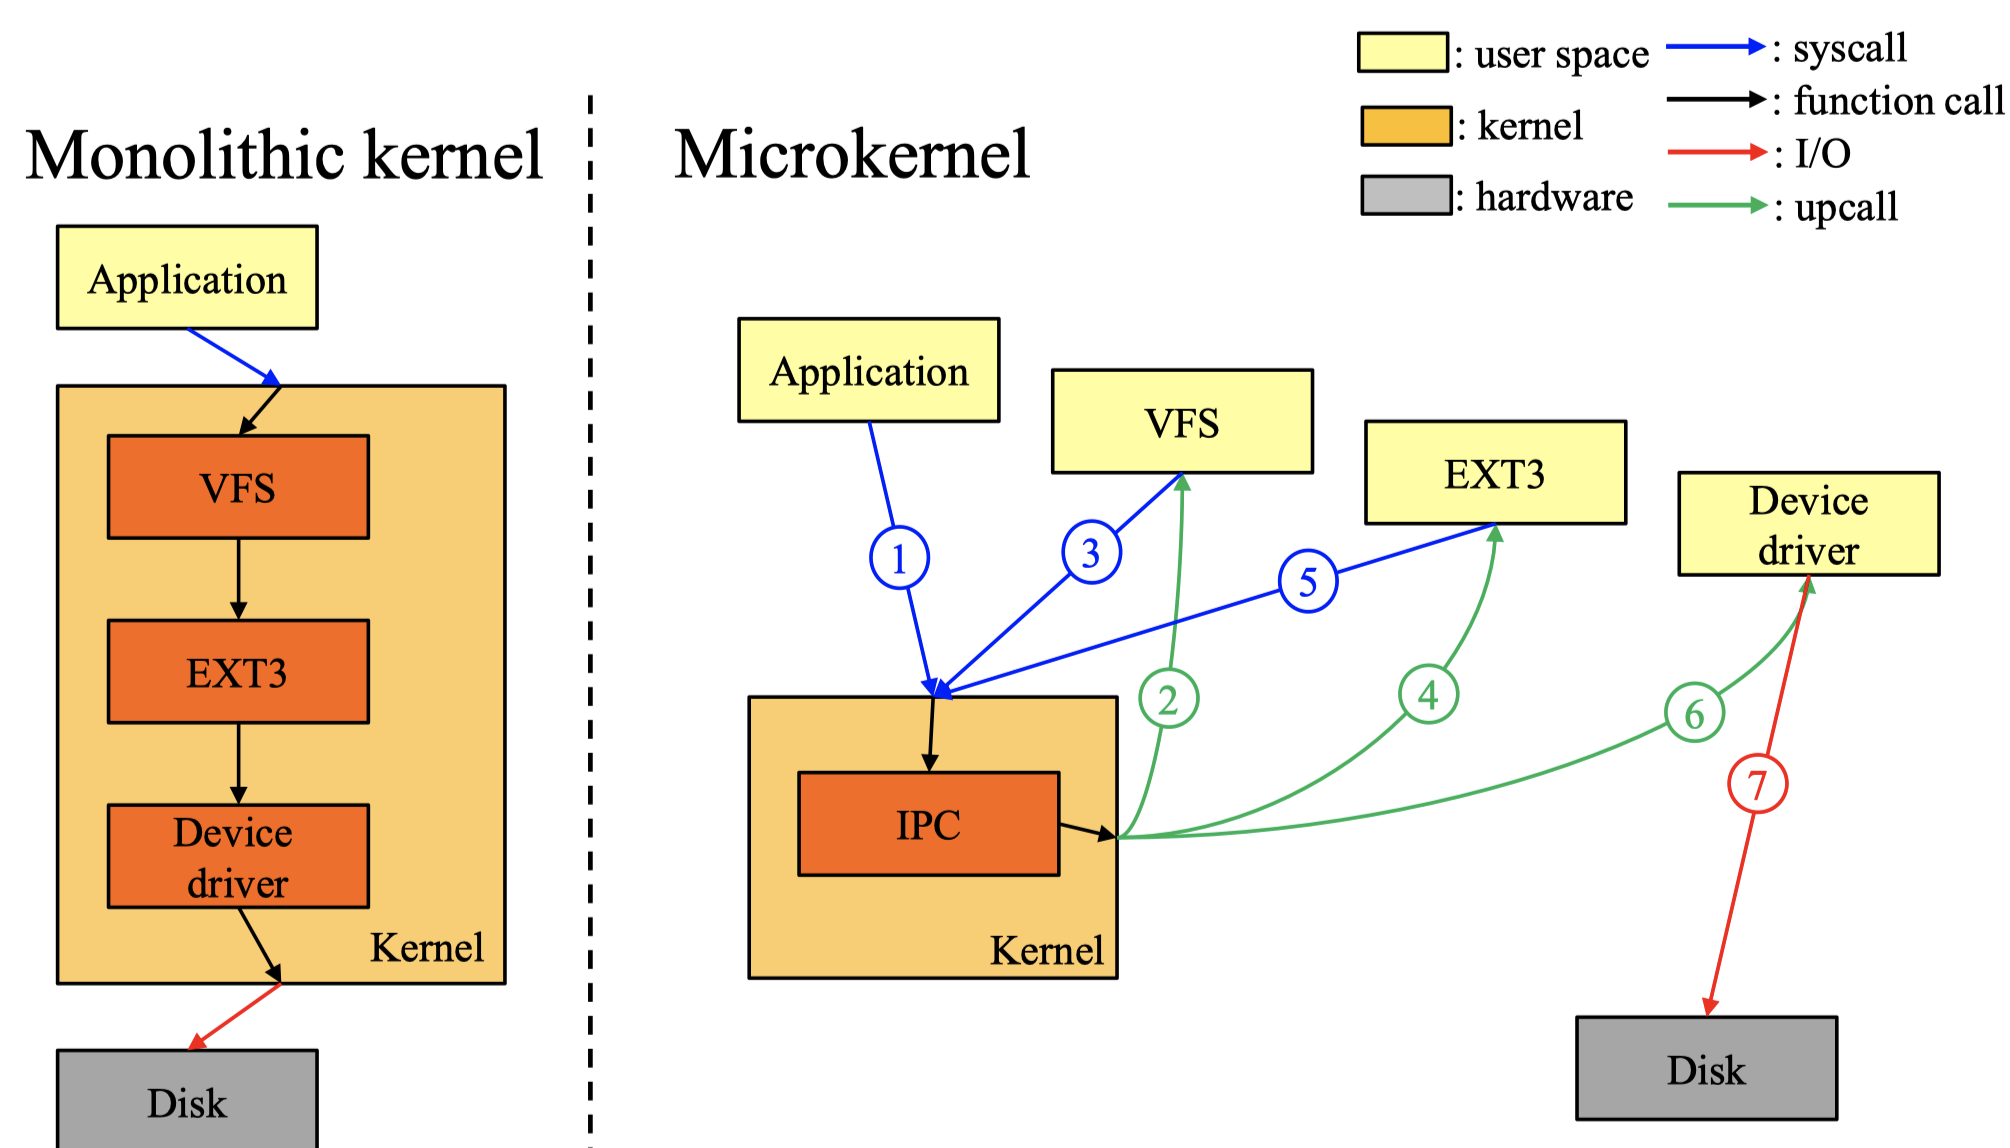 : user space
: kernel
: hardware
: syscall
: function call
: I/O
: upcall
Monolithic kernel
Application
VFS
EXT3
Device
driver
Kernel
Disk
Microkernel
Application
VFS
EXT3
Device
driver
1
2
3
4
5
6
7
IPC
Kernel
Disk